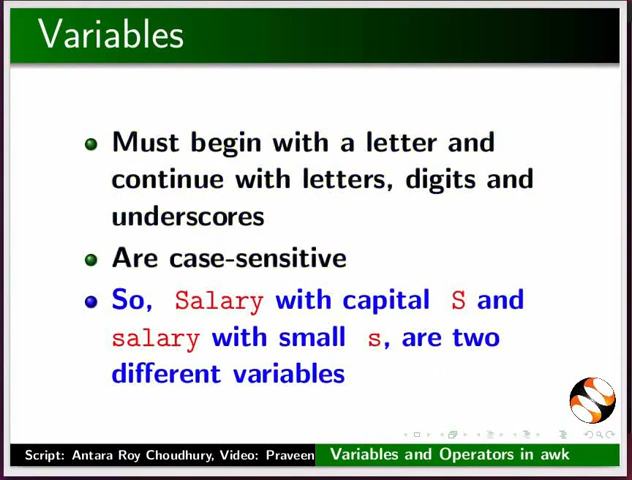 Variables
Must begin with a letter and
continue with letters, digits and
underscores
Are case-sensitive
So, Salary with capital S and
salary with small s, are two
different variables
Script: Antara Roy Choudhury, Video: Praveen
Variables and Operators in awk